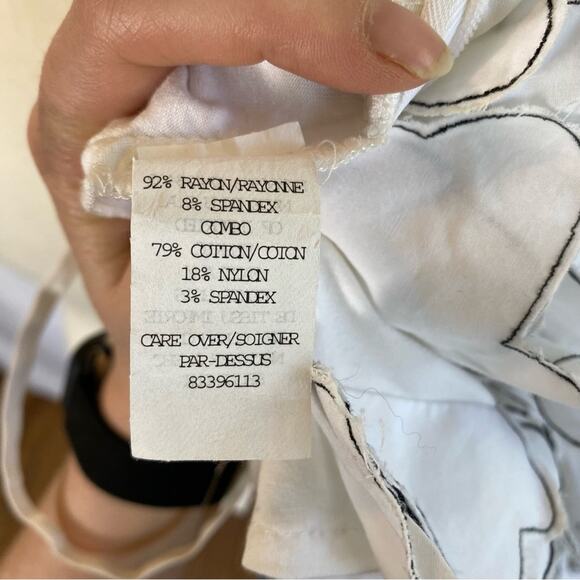 92% RAYON/RAYONNE
8% SPANDEX
COMBO
79% COTTON/COTON
18% NYLON
3% SPANDEX
CARE OVER/SOIGNER
PAR-DESSUS
83396113